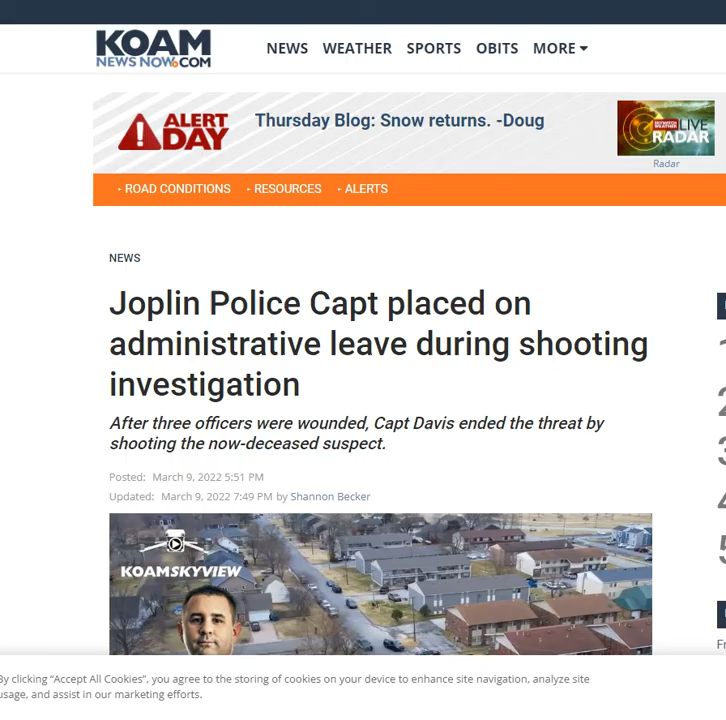 KOAM
NEWS NOW.COM
NEWS WEATHER SPORTS OBITS MORE
ALERT
DAY
Thursday Blog: Snow returns. -Doug
LIVE
RADAR
Radar
ROAD CONDITIONS RESOURCES ALERTS
NEWS
Joplin Police Capt placed on
administrative leave during shooting
investigation
After three officers were wounded, Capt Davis ended the threat by
shooting the now-deceased suspect.
Posted: March 9, 2022 5:51 PM
Updated: March 9, 2022 7:49 PM by Shannon Becker
KOAMSKYVIEW
By clicking “Accept All Cookies”, you agree to the storing of cookies on your device to enhance site navigation, analyze site
usage, and assist in our marketing efforts.